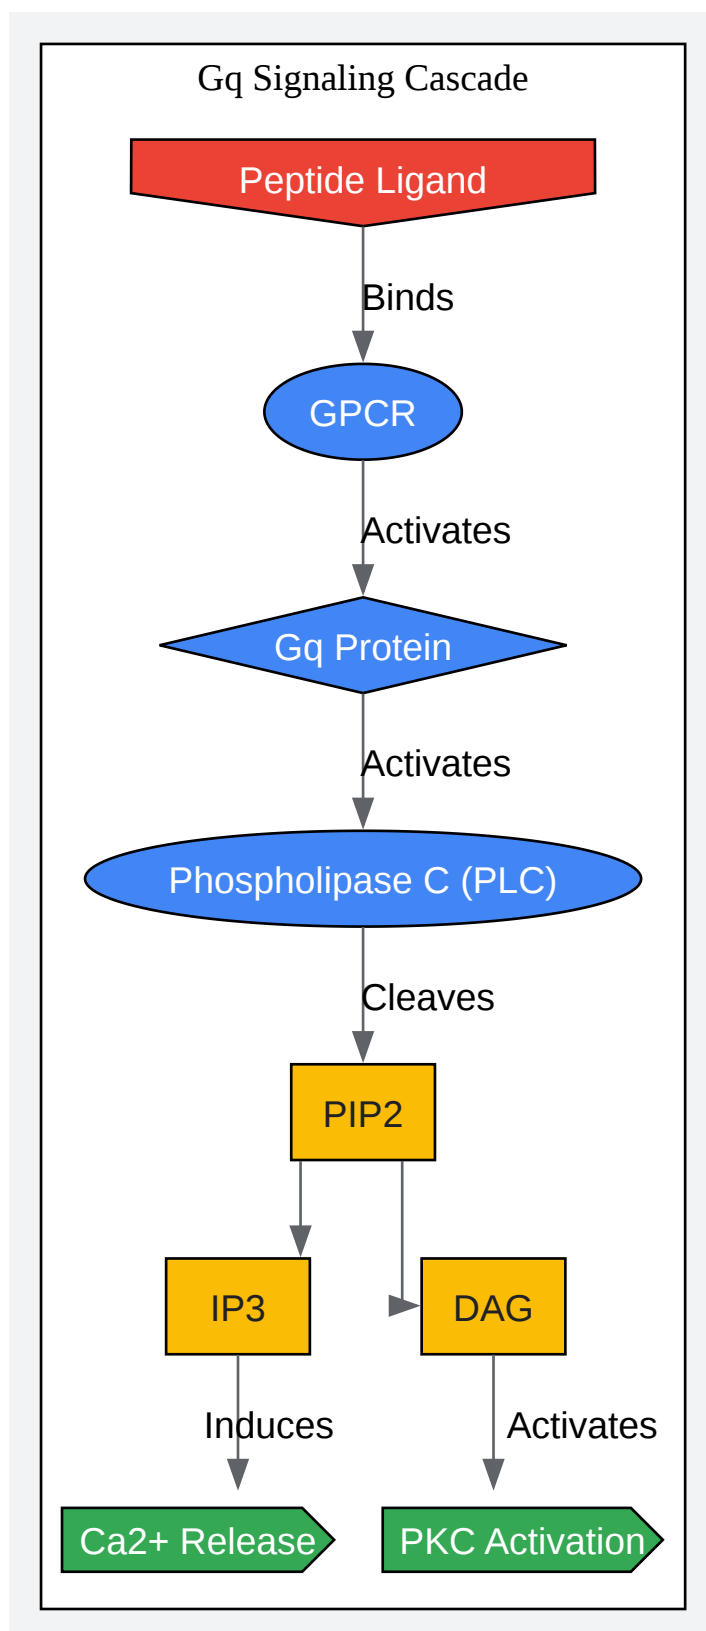 Gq Signaling Cascade
Peptide Ligand
Binds
GPCR
Activates
Gq Protein
Activates
Phospholipase C (PLC)
Cleaves
PIP2
IP3
DAG
Induces
Activates
Ca2+ Release
PKC Activation